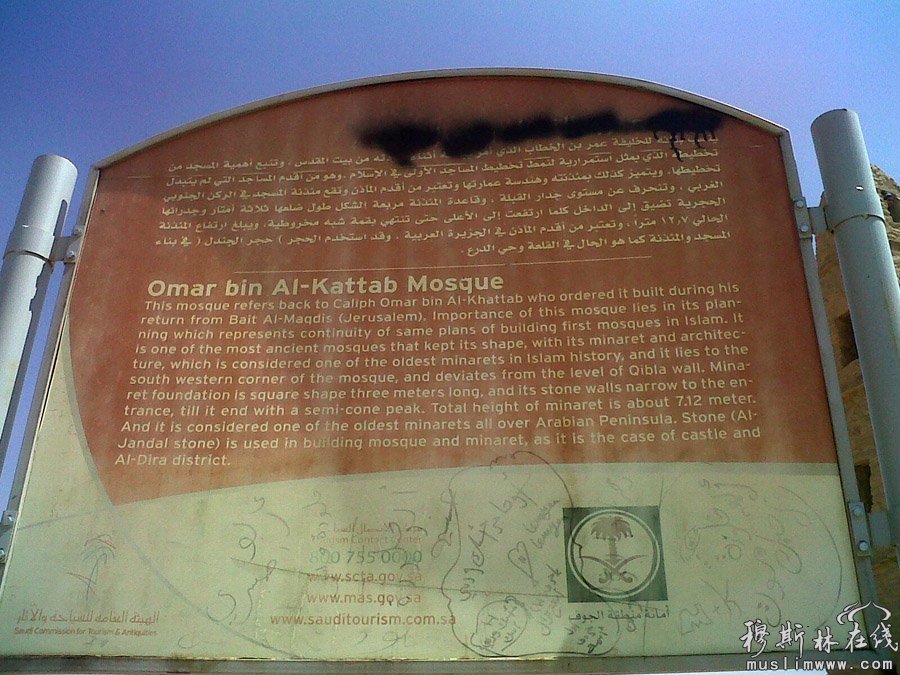 للخليفة عمر بن الخطاب الذي من بيت المقدس ، وتنبع أهمية المسجد من
تخطيطه الذي يمثل استمرارية لنمط تخطيط المساجد الأولى في الإسلام ،وهو من أقدم المساجد التي لم يتبدل
تخطيطها. ويتميز كذلك بمئذنته وهندسة عمارتها وتعتبر من أقدم المآذن وتقع مئذنة المسجد في الركن الجنوبي
الغربي ، وتنحرف عن مستوى جدار القبلة ، وقاعدة المئذنة مربعة الشكل طول ضلعها ثلاثة أمتار وجدرانها
الحجرية تضيق إلى الداخل كلما ارتفعت إلى الأعلى حتى تنتهي بقمة شبه مخروطية، ويبلغ ارتفاع المئذنة
الحالي ١٢,٧ متراً ، وتعتبر من أقدم المآذن في الجزيرة العربية . وقد استخدم الحجر ( حجر الجندل ) في بناء
المسجد والمئذنة كما هو الحال في القلعة وحي الدرع.
Omar bin Al-Kattab Mosque
This mosque refers back to Caliph Omar bin Al-Khattab who ordered it built during his
return from Bait Al-Maqdis (Jerusalem). Importance of this mosque lies in its plan-
ning which represents continuity of same plans of building first mosques in Islam. It
is one of the most ancient mosques that kept its shape, with its minaret and architec-
ture, which is considered one of the oldest minarets in Islam history, and it lies to the
south western corner of the mosque, and deviates from the level of Qibla wall. Mina-
ret foundation is square shape three meters long, and its stone walls narrow to the en-
trance, till it end with a semi-cone peak. Total height of minaret is about 7.12 meter.
And it is considered one of the oldest minarets all over Arabian Peninsula. Stone (Al-
Jandal stone) is used in building mosque and minaret, as it is the case of castle and
Al-Dira district.
Contact Center
800 755 0000
www.scta.gov.sa
www.mas.gov.sa
www.sauditourism.com.sa
الهيئة العامة للسياحة والآثار
Saudi Commission for Tourism & Antiquities
أمانة منطقة الجوف
穆斯林在线
muslimwww.com